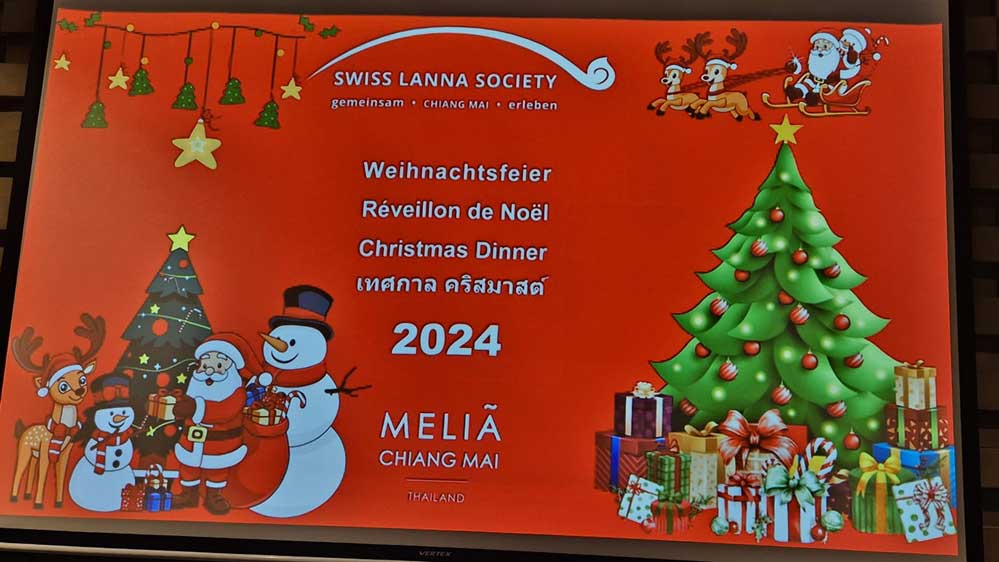 SWISS LANNA SOCIETY
gemeinsam • CHIANG MAI • erleben
Weihnachtsfeier
Réveillon de Noël
Christmas Dinner
เทศกาล คริสมาสต์
2024
MELIÃ
CHIANG MAI
THAILAND
VERTEX